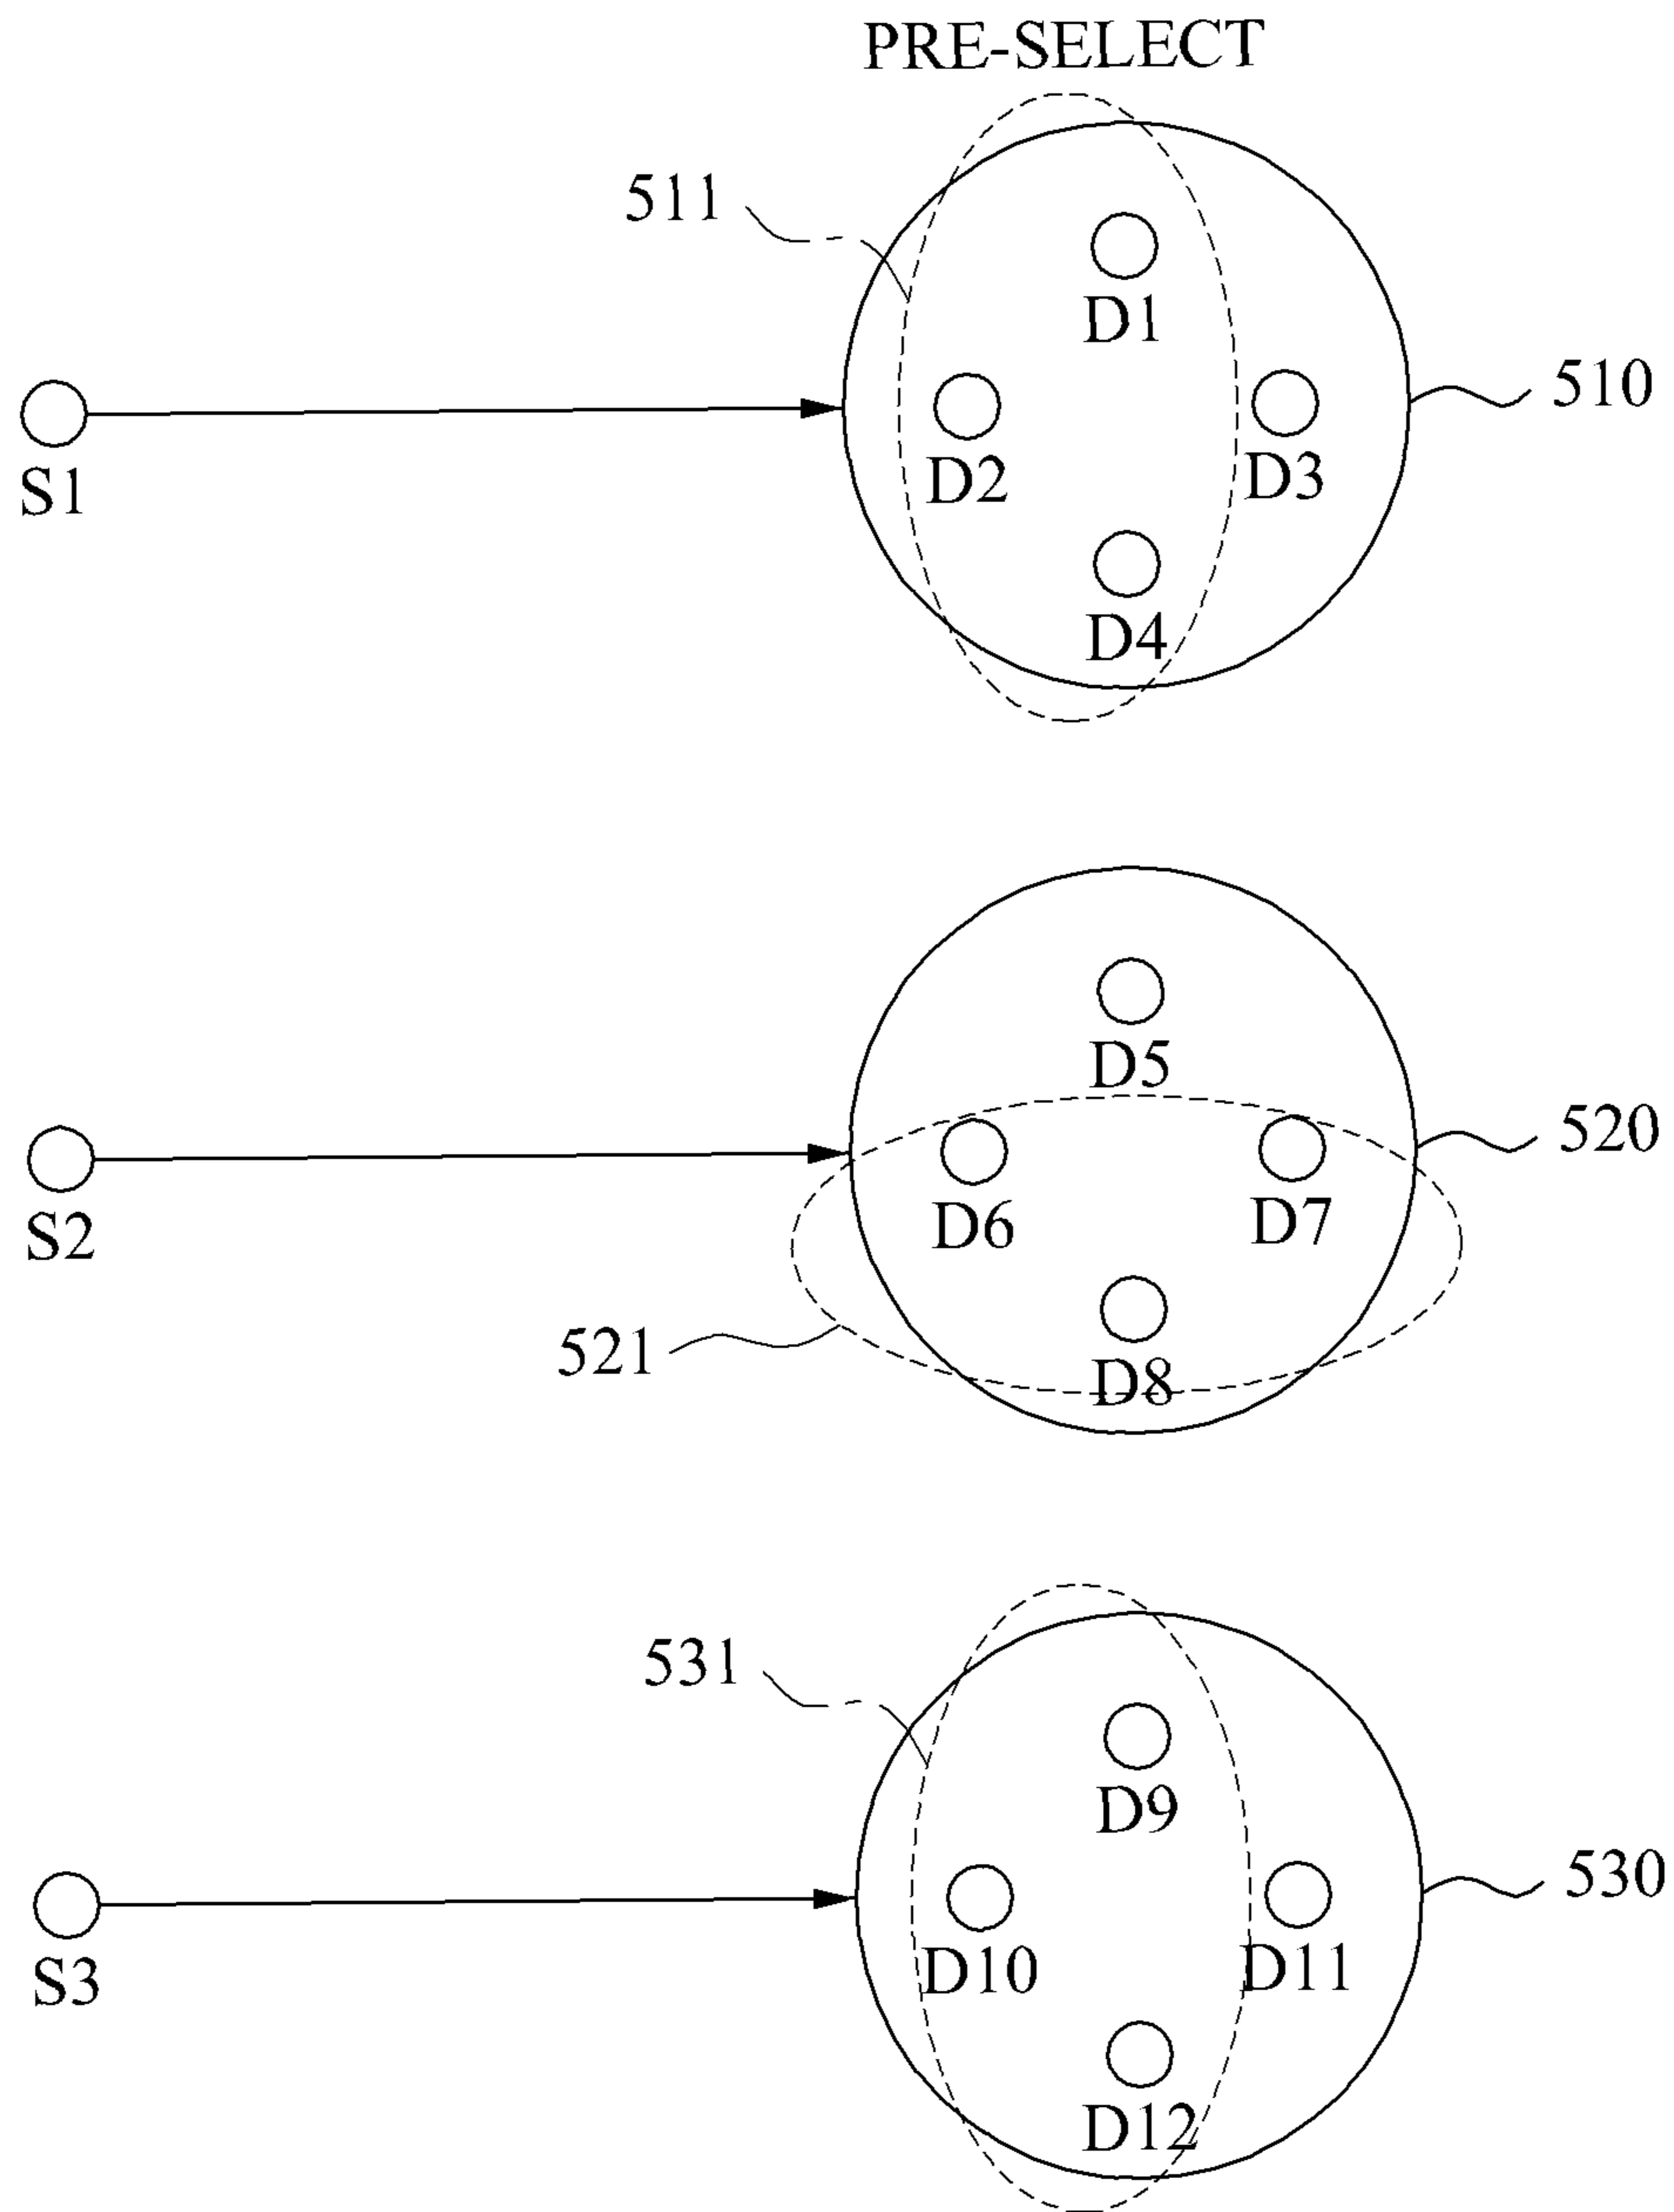 PRE-SELECT
511
D1
510
D2
D3
S1
D4
D5
520
D6
D7
S2
521
D8
531
D9
530
D10
D11
S3
D12